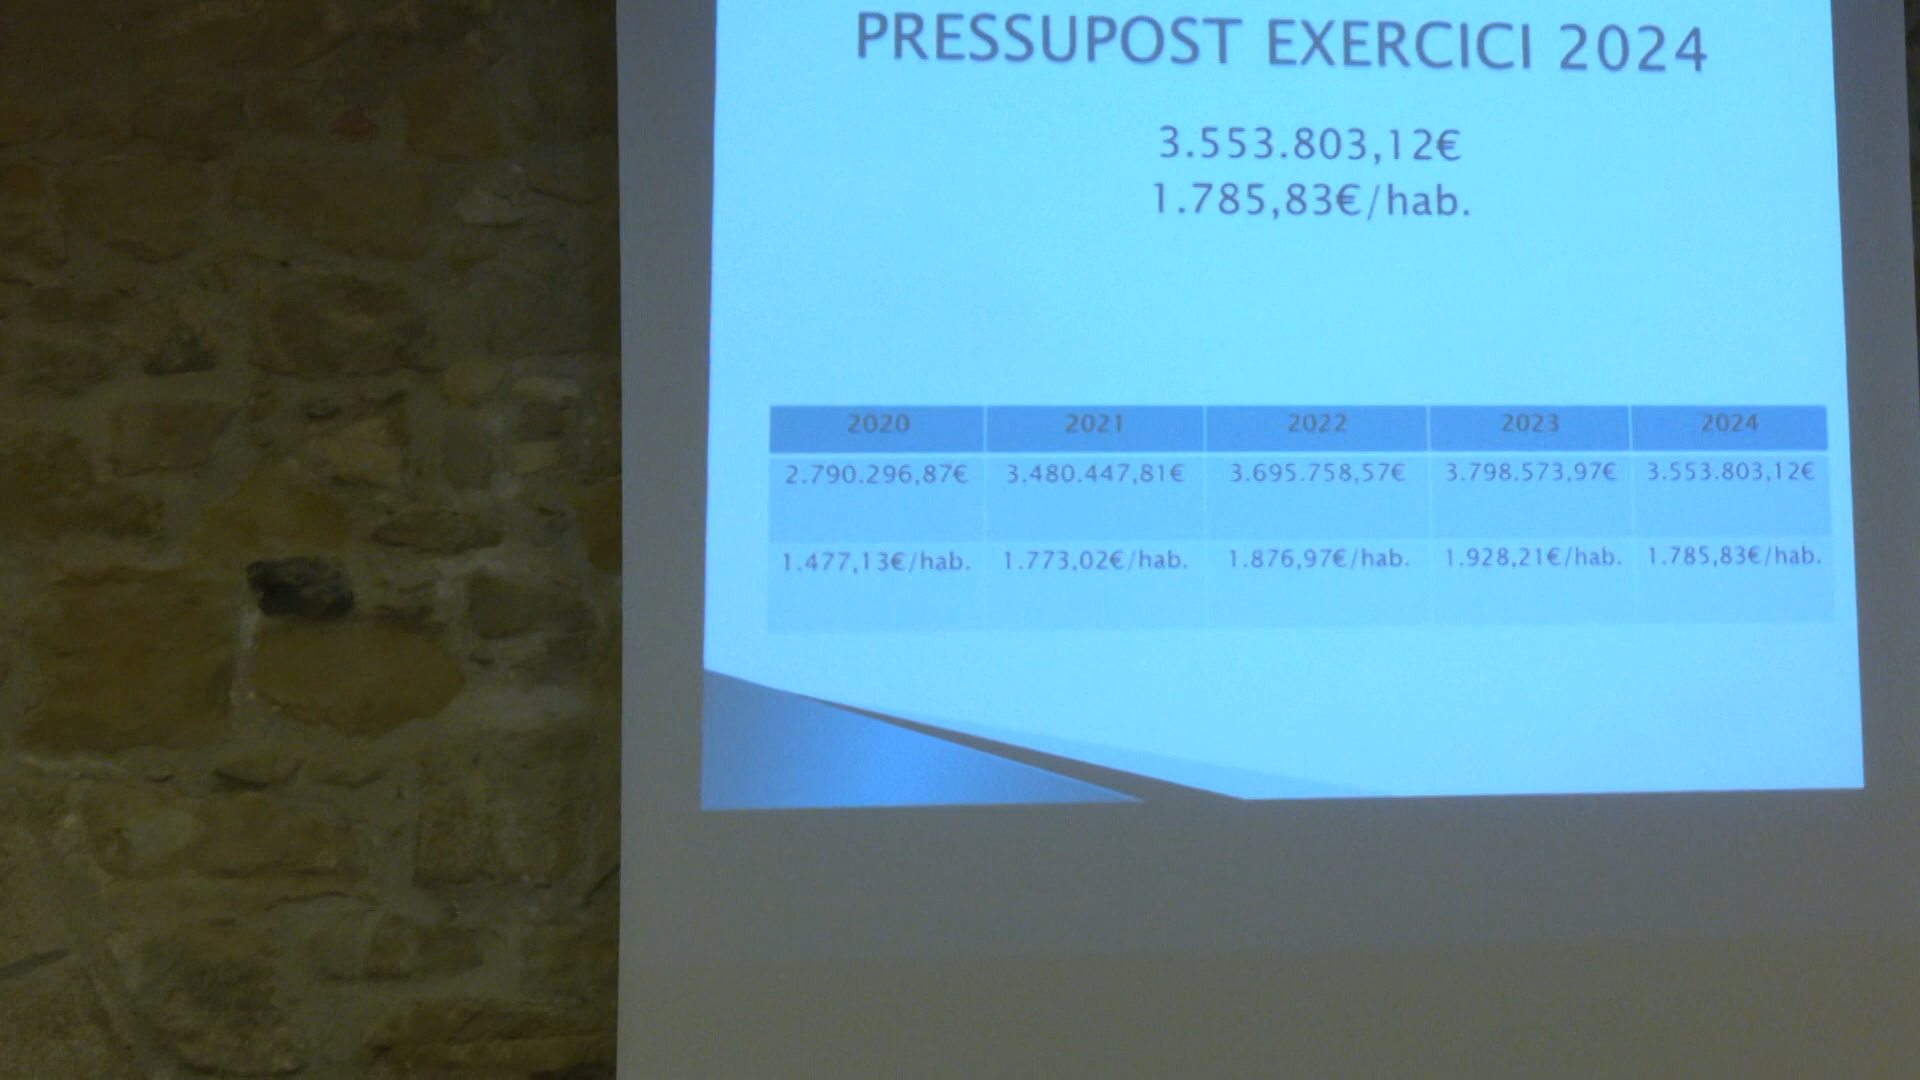 PRESSUPOST EXERCICI 2024
3.553.803,12€
1.785,83€/hab.
2020 2021 2022 2023 2024
2.790.296,87€ 3.480.447,81€ 3.695.758,57€ 3.798.573,97€ 3.553.803,12€
1.477,13€/hab. 1.773,02€/hab. 1.876,97€/hab. 1.928,21€/hab. 1.785,83€/hab.